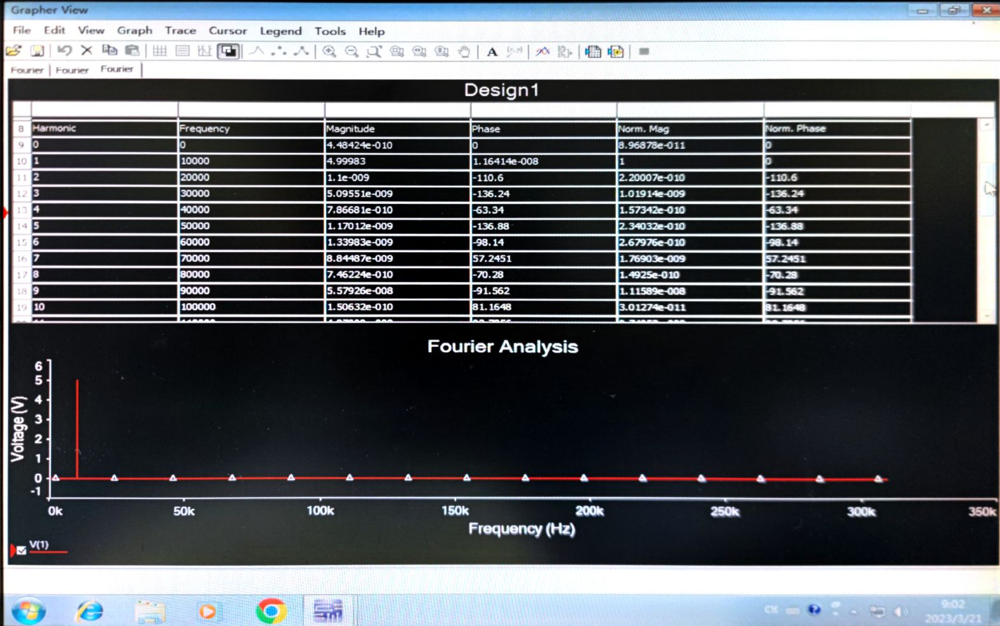 Grapher View
File Edit View Graph Trace Cursor Legend Tools Help
Fourier Fourier Fourier
Design1
8 Harmonic Frequency Magnitude Phase Norm. Mag Norm. Phase
9 0 0 4.48424e-010 0 8.96878e-011 0
10 1 10000 4.99983 1.16414e-008 1 0
11 2 20000 1.1e-009 -110.6 2.20007e-010 -110.6
12 3 30000 5.09551e-009 -136.24 1.01914e-009 -136.24
13 4 40000 7.86681e-010 -63.34 1.57342e-010 -63.34
14 5 50000 1.17012e-009 -136.88 2.34032e-010 -136.88
15 6 60000 1.33983e-009 -98.14 2.67976e-010 -98.14
16 7 70000 8.84487e-009 57.2451 1.76903e-009 57.2451
17 8 80000 7.46224e-010 -70.28 1.4925e-010 -70.28
18 9 90000 5.57926e-008 -91.562 1.11589e-008 -91.562
19 10 100000 1.50632e-010 81.1648 3.01274e-011 81.1648
Fourier Analysis
Voltage (V)
6
5
4
3
2
1
0
-1
0k 50k 100k 150k 200k 250k 300k 350k
Frequency (Hz)
V(1)
CH
9:02
2023/3/21